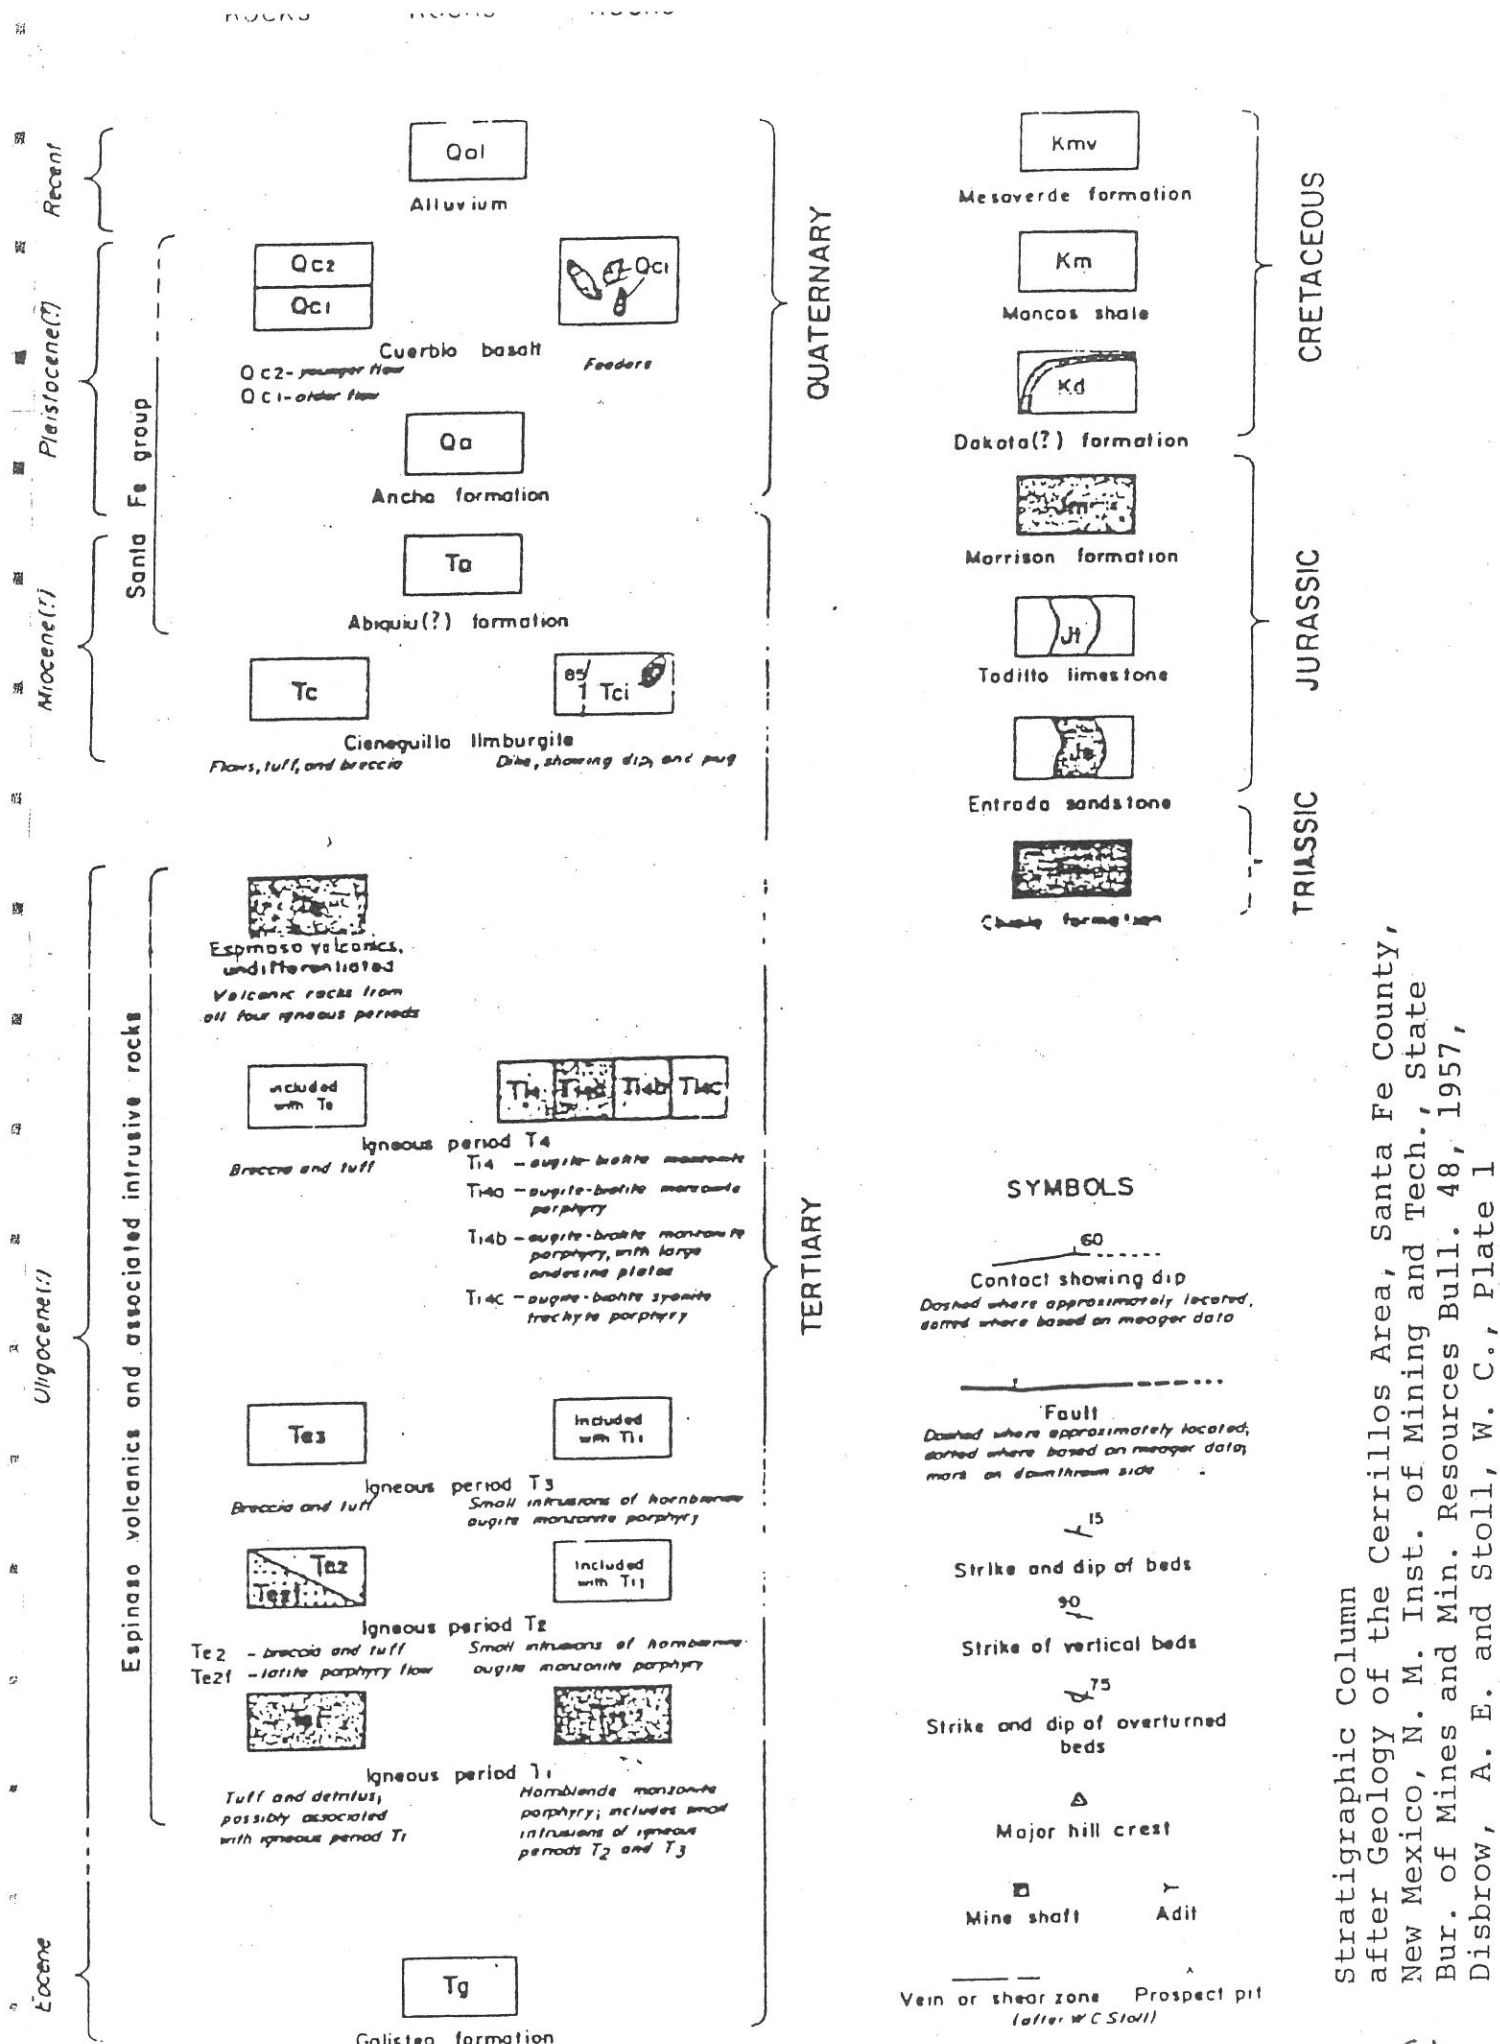 ROCKS ROCKS ROCKS
Recent
Qal
Alluvium
Pleistocene(?)
Santa Fe group
Qc2
Qc1
Qc1
Cuerbio basalt
Qc2- younger flow
Qc1- older flow
Feeders
Qa
Ancha formation
QUATERNARY
Miocene(?)
Ta
Abiquiu(?) formation
Tc
85
Tci
Cieneguilla limburgite
Flows, tuff, and breccia
Dike, showing dip, and plug
Oligocene(?)
Espinaso volcanics and associated intrusive rocks
Espinaso volcanics,
undifferentiated
Volcanic rocks from
all four igneous periods
included
with Te
Ti4 Ti4a Ti4b Ti4c
Igneous period T4
Breccia and tuff
Ti4 - augite-biotite monzonite
Ti4a - augite-biotite monzonite
porphyry
Ti4b - augite-biotite monzonite
porphyry, with large
andesine plates
Ti4c - augite-biotite syenite
trachyte porphyry
TERTIARY
Te3
Included
with Ti1
Igneous period T3
Breccia and tuff
Small intrusions of hornblende
augite monzonite porphyry
Te2
Te2f
Included
with Ti1
Igneous period T2
Te2 - breccia and tuff
Te2f - latite porphyry flow
Small intrusions of hornblende-
augite monzonite porphyry
Igneous period T1
Tuff and detritus,
possibly associated
with igneous period T1
Hornblende monzonite
porphyry; includes small
intrusions of igneous
periods T2 and T3
Eocene
Tg
Galisteo formation
Kmv
Mesaverde formation
Km
Mancos shale
Kd
Dakota(?) formation
CRETACEOUS
Jm
Morrison formation
Jt
Todilto limestone
Je
Entrada sandstone
JURASSIC
Chinle formation
TRIASSIC
SYMBOLS
60
Contact showing dip
Dashed where approximately located,
dotted where based on meager data
Fault
Dashed where approximately located;
dotted where based on meager data;
mark on downthrown side
15
Strike and dip of beds
90
Strike of vertical beds
75
Strike and dip of overturned
beds
Major hill crest
Mine shaft Adit
Vein or shear zone Prospect pit
(after W C Stoll)
Stratigraphic Column
after Geology of the Cerrillos Area, Santa Fe County,
New Mexico, N. M. Inst. of Mining and Tech., State
Bur. of Mines and Min. Resources Bull. 48, 1957,
Disbrow, A. E. and Stoll, W. C., Plate 1